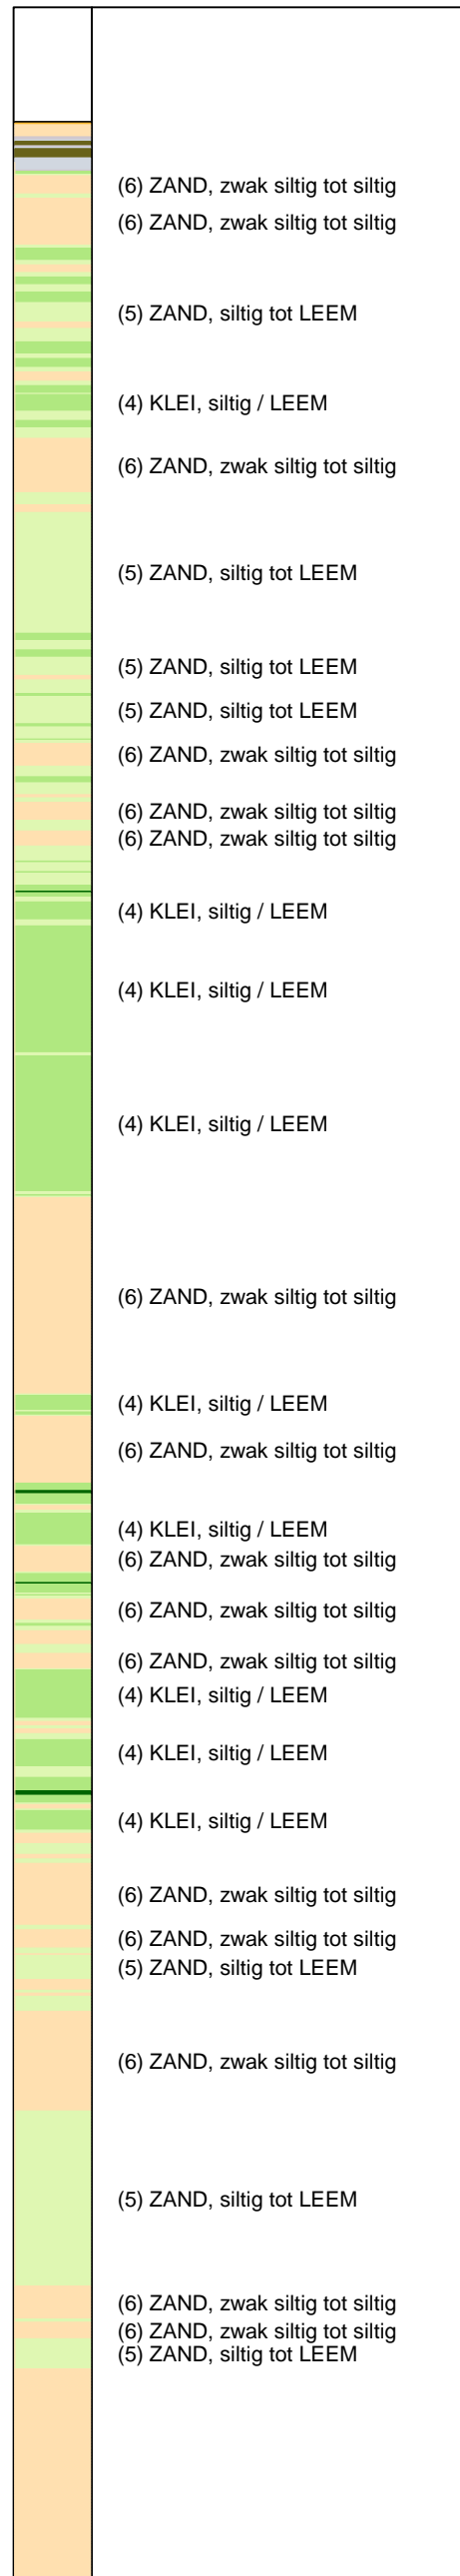 (6) ZAND, zwak siltig tot siltig
(6) ZAND, zwak siltig tot siltig
(5) ZAND, siltig tot LEEM
(4) KLEI, siltig / LEEM
(6) ZAND, zwak siltig tot siltig
(5) ZAND, siltig tot LEEM
(5) ZAND, siltig tot LEEM
(5) ZAND, siltig tot LEEM
(6) ZAND, zwak siltig tot siltig
(6) ZAND, zwak siltig tot siltig
(6) ZAND, zwak siltig tot siltig
(4) KLEI, siltig / LEEM
(4) KLEI, siltig / LEEM
(4) KLEI, siltig / LEEM
(6) ZAND, zwak siltig tot siltig
(4) KLEI, siltig / LEEM
(6) ZAND, zwak siltig tot siltig
(4) KLEI, siltig / LEEM
(6) ZAND, zwak siltig tot siltig
(6) ZAND, zwak siltig tot siltig
(6) ZAND, zwak siltig tot siltig
(4) KLEI, siltig / LEEM
(4) KLEI, siltig / LEEM
(4) KLEI, siltig / LEEM
(6) ZAND, zwak siltig tot siltig
(6) ZAND, zwak siltig tot siltig
(5) ZAND, siltig tot LEEM
(6) ZAND, zwak siltig tot siltig
(5) ZAND, siltig tot LEEM
(6) ZAND, zwak siltig tot siltig
(6) ZAND, zwak siltig tot siltig
(5) ZAND, siltig tot LEEM